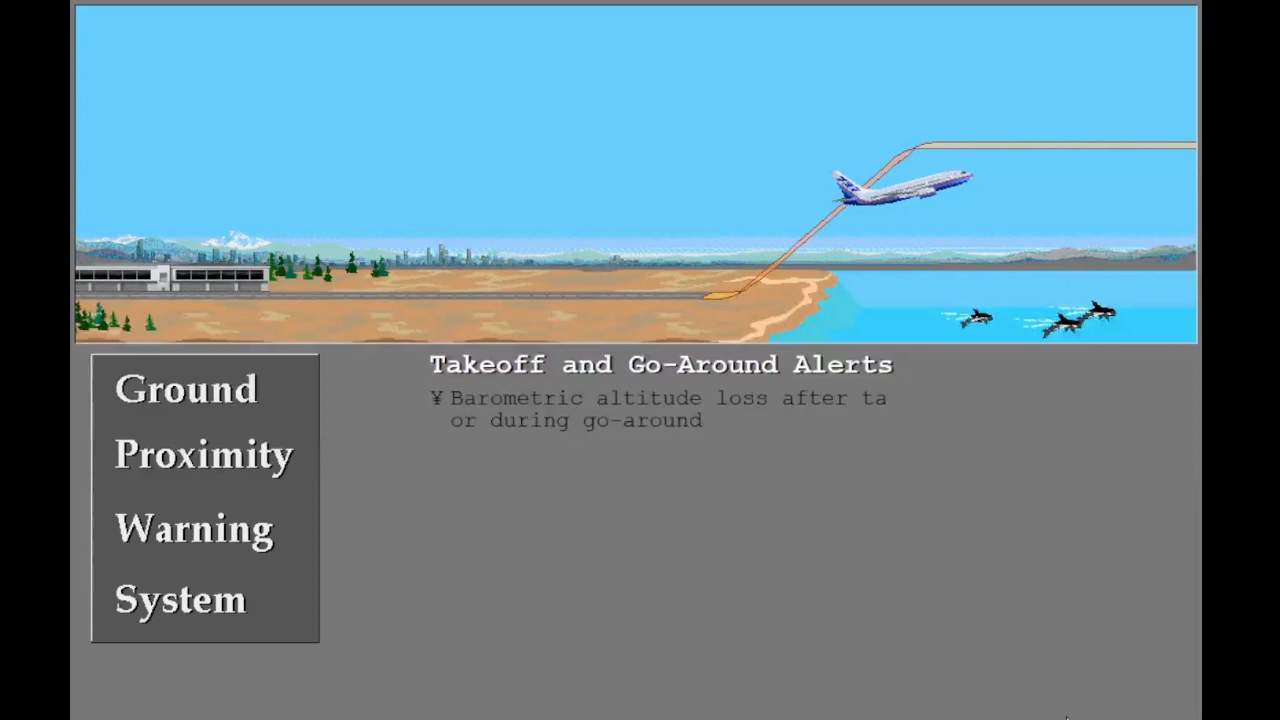 Takeoff and Go-Around Alerts
¥ Barometric altitude loss after ta
or during go-around
Ground
Proximity
Warning
System